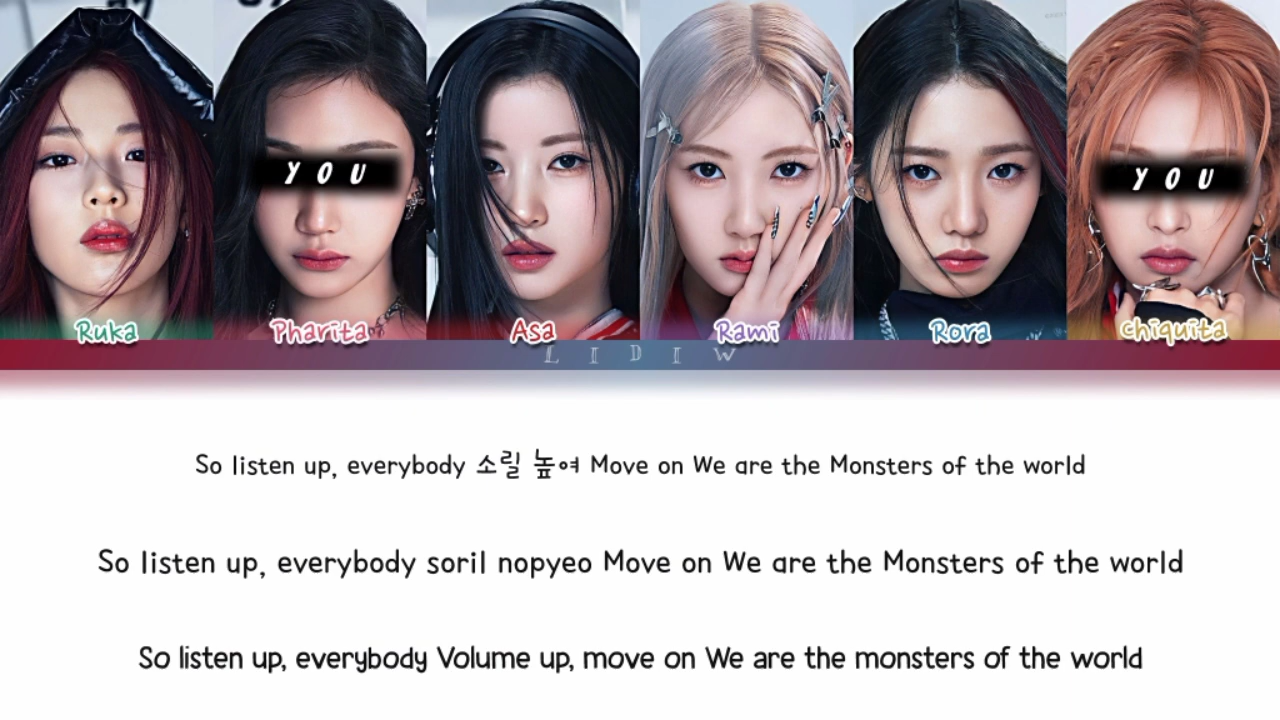 YOU
YOU
Ruka Pharita Asa Rami Rora Chiquita
LIDIW
So listen up, everybody 소릴 높여 Move on We are the Monsters of the world
So listen up, everybody soril nopyeo Move on We are the Monsters of the world
So listen up, everybody Volume up, move on We are the monsters of the world